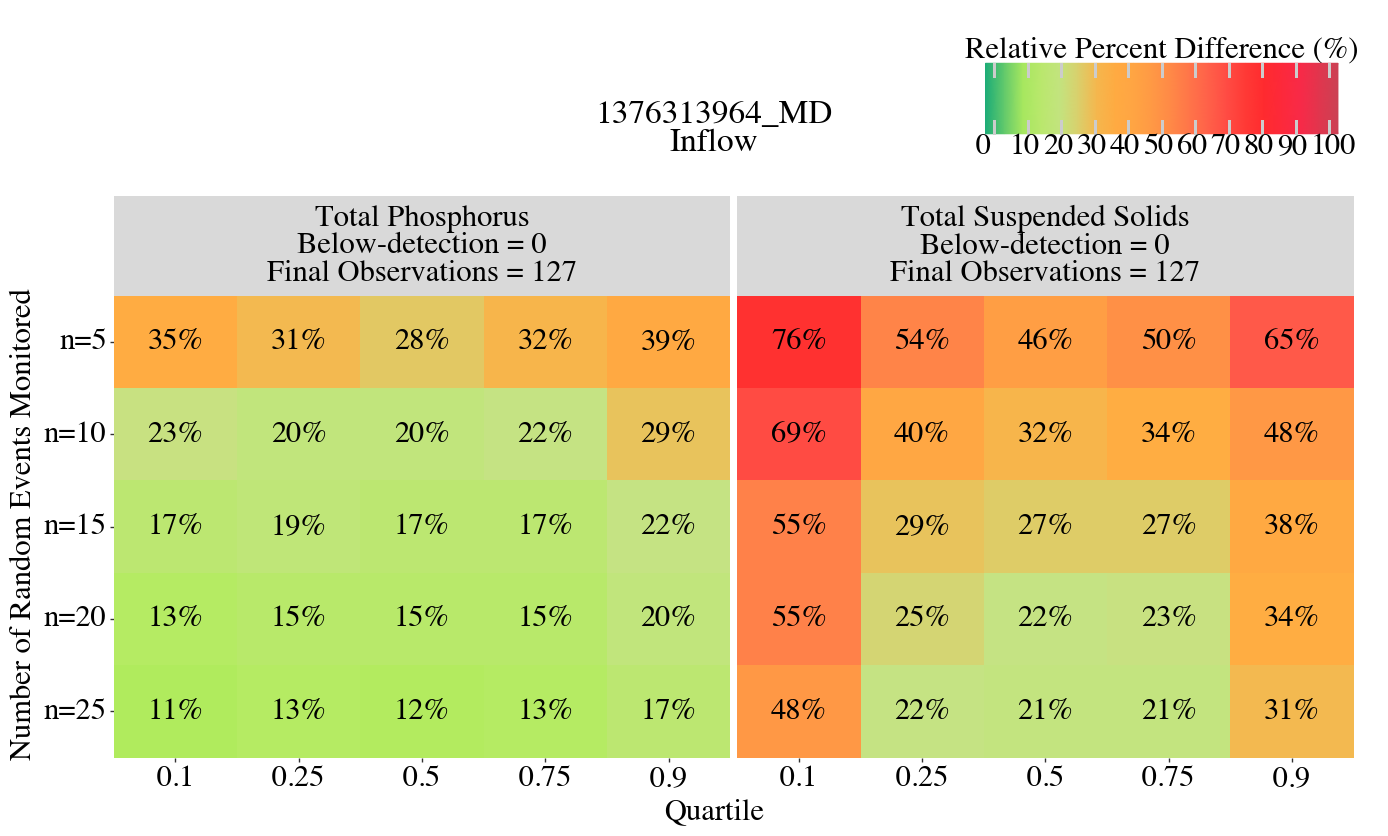 Relative Percent Difference (%)
0 10 20 30 40 50 60 70 80 90 100
1376313964_MD
Inflow
Total Phosphorus
Below-detection = 0
Final Observations = 127
Total Suspended Solids
Below-detection = 0
Final Observations = 127
Number of Random Events Monitored
n=5 35% 31% 28% 32% 39% 76% 54% 46% 50% 65%
n=10 23% 20% 20% 22% 29% 69% 40% 32% 34% 48%
n=15 17% 19% 17% 17% 22% 55% 29% 27% 27% 38%
n=20 13% 15% 15% 15% 20% 55% 25% 22% 23% 34%
n=25 11% 13% 12% 13% 17% 48% 22% 21% 21% 31%
0.1 0.25 0.5 0.75 0.9 0.1 0.25 0.5 0.75 0.9
Quartile